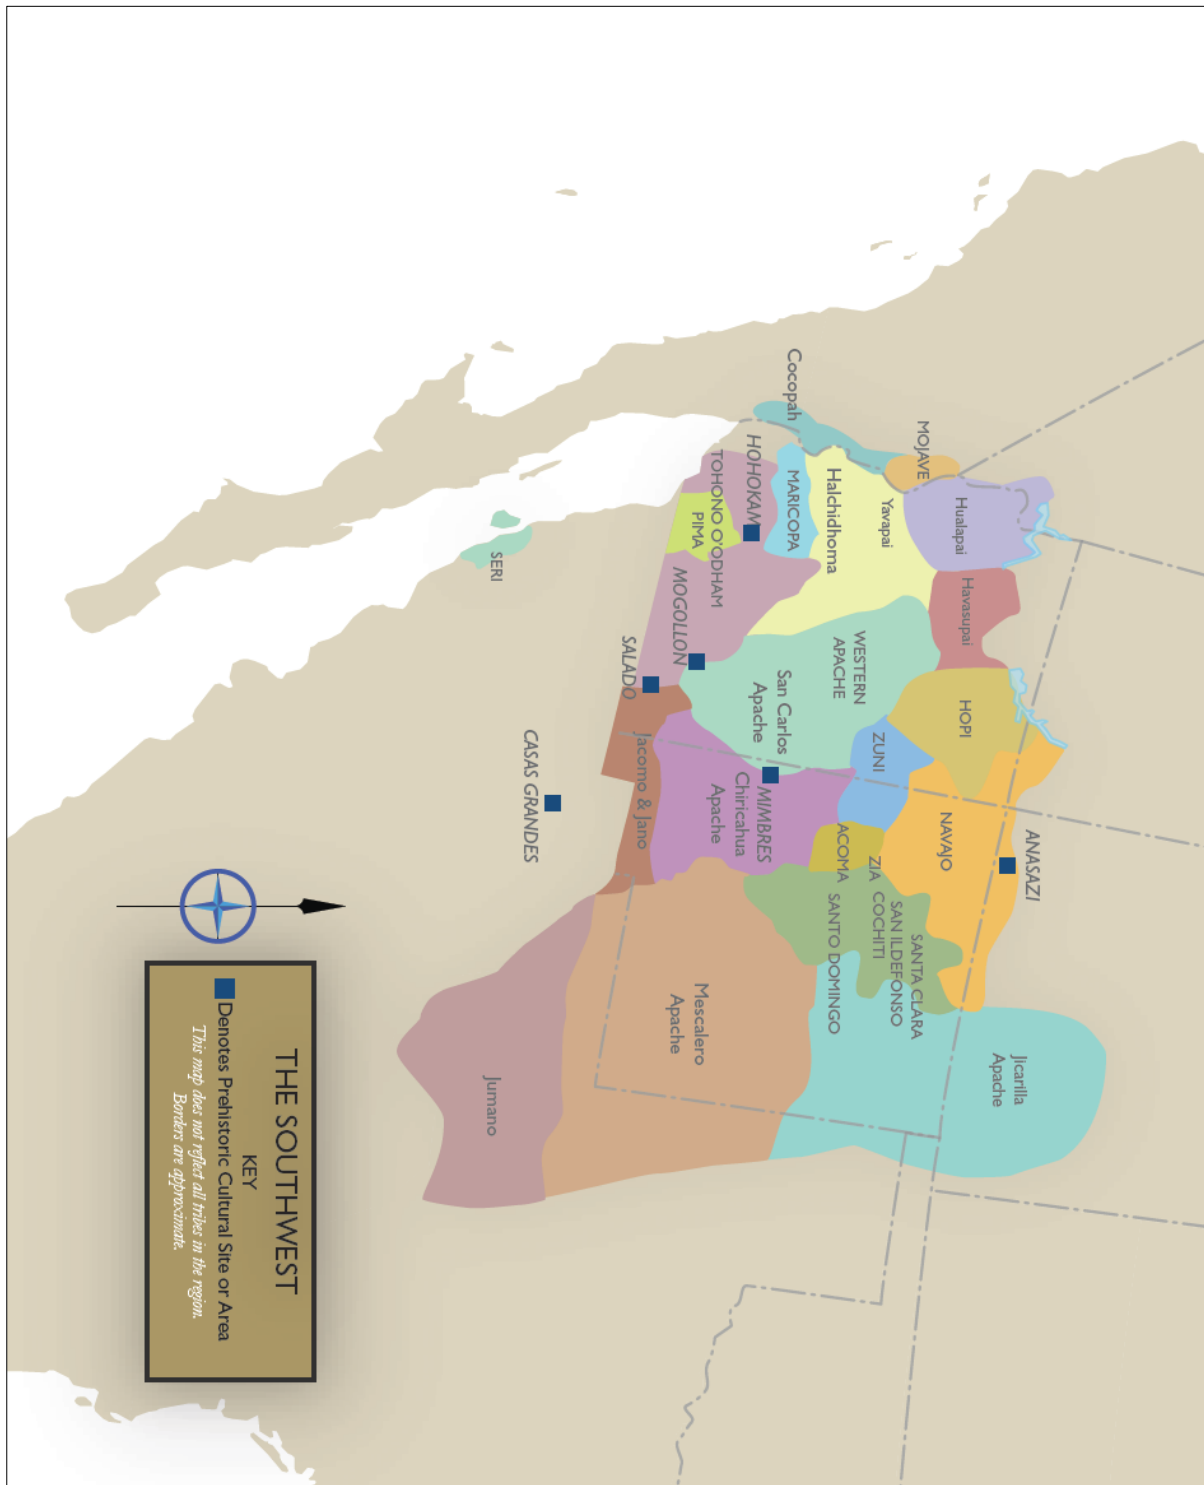 MOJAVE
Cocopah
Hualapai
Yavapai
Halchidhoma
MARICOPA
HOHOKAM
TOHONO O'ODHAM
PIMA
SERI
Havasupai
WESTERN
APACHE
San Carlos
Apache
MOGOLLON
SALADO
HOPI
ZUNI
Jacomo & Jano
CASAS GRANDES
MIMBRES
Chiricahua
Apache
ANASAZI
NAVAJO
ACOMA
ZIA
COCHITI
SAN ILDEFONSO
SANTA CLARA
SANTO DOMINGO
Jicarilla
Apache
Mescalero
Apache
Jumano
THE SOUTHWEST
KEY
Denotes Prehistoric Cultural Site or Area
This map does not reflect all tribes in the region.
Borders are approximate.